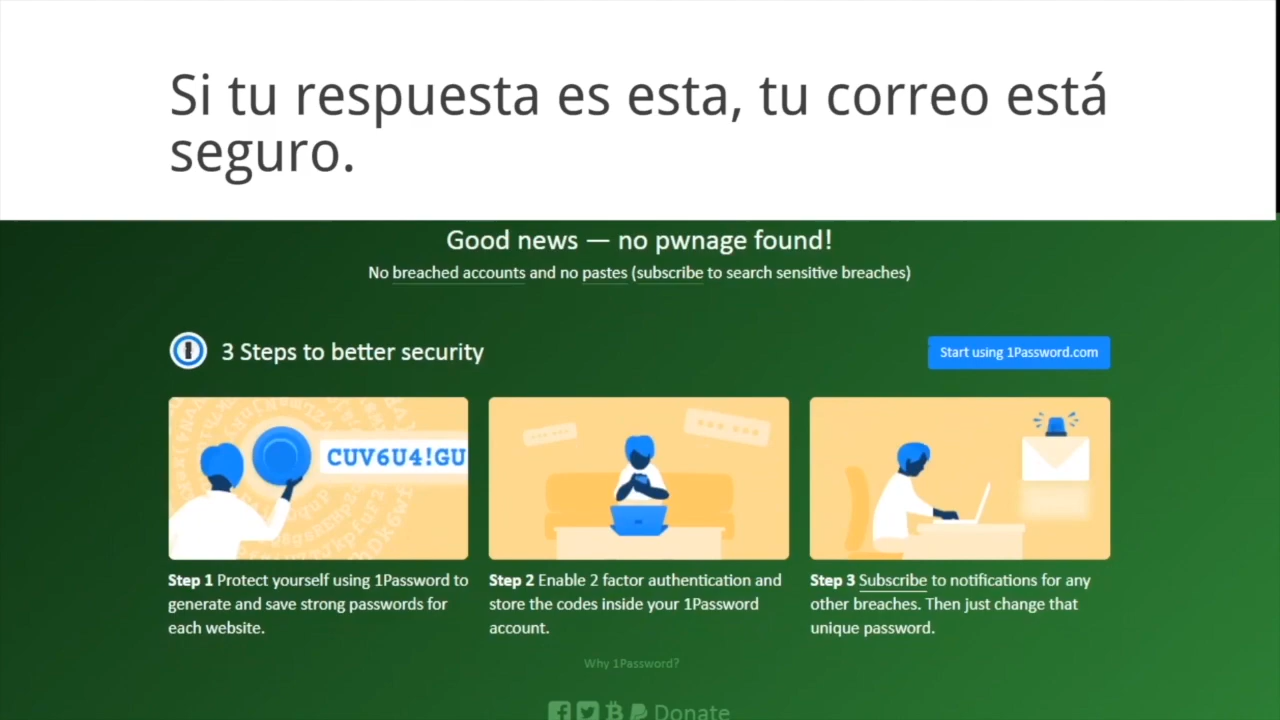 Si tu respuesta es esta, tu correo está
seguro.
Good news — no pwnage found!
No breached accounts and no pastes (subscribe to search sensitive breaches)
3 Steps to better security
Start using 1Password.com
CUV6U4!GU
Step 1 Protect yourself using 1Password to
generate and save strong passwords for
each website.
Step 2 Enable 2 factor authentication and
store the codes inside your 1Password
account.
Step 3 Subscribe to notifications for any
other breaches. Then just change that
unique password.
Why 1Password?
Donate